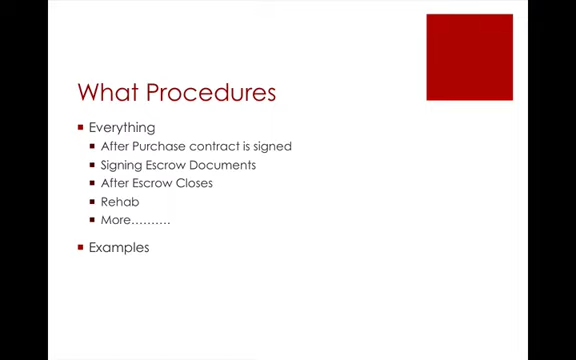 What Procedures
Everything
After Purchase contract is signed
Signing Escrow Documents
After Escrow Closes
Rehab
More……….
Examples